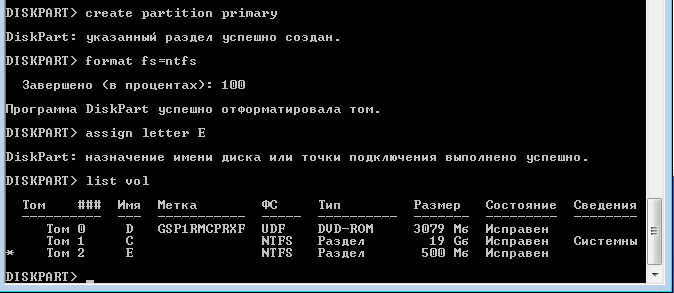 DISKPART> create partition primary
DiskPart: указанный раздел успешно создан.
DISKPART> format fs=ntfs
Завершено (в процентах): 100
Программа DiskPart успешно отформатировала том.
DISKPART> assign letter E
DiskPart: назначение имени диска или точки подключения выполнено успешно.
DISKPART> list vol
Том ### Имя Метка ФС Тип Размер Состояние Сведения
---------- --- ----------- ----- ---------- ------- --------- --------
Том 0 D GSP1RMCPRXF UDF DVD-ROM 3079 Mб Исправен
Том 1 C NTFS Раздел 19 Gб Исправен Системны
* Том 2 E NTFS Раздел 500 Mб Исправен
DISKPART> _